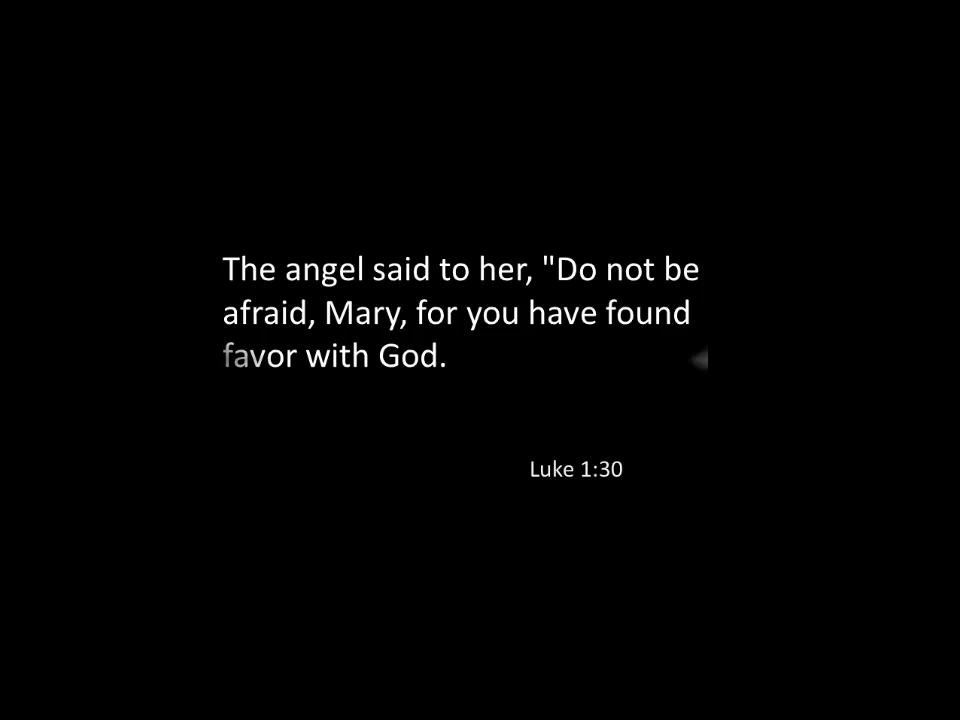 The angel said to her, "Do not be
afraid, Mary, for you have found
favor with God.
Luke 1:30